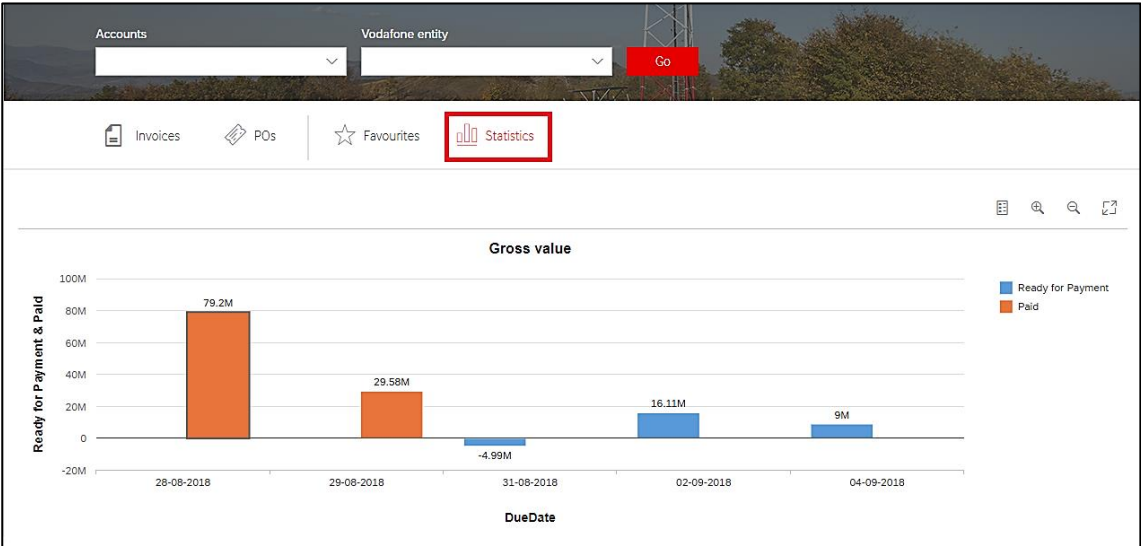 Accounts Vodafone entity
Go
Invoices POs Favourites Statistics
Gross value
Ready for Payment & Paid
100M
80M
60M
40M
20M
0
-20M
79.2M
29.58M
-4.99M
16.11M
9M
Ready for Payment
Paid
28-08-2018 29-08-2018 31-08-2018 02-09-2018 04-09-2018
DueDate